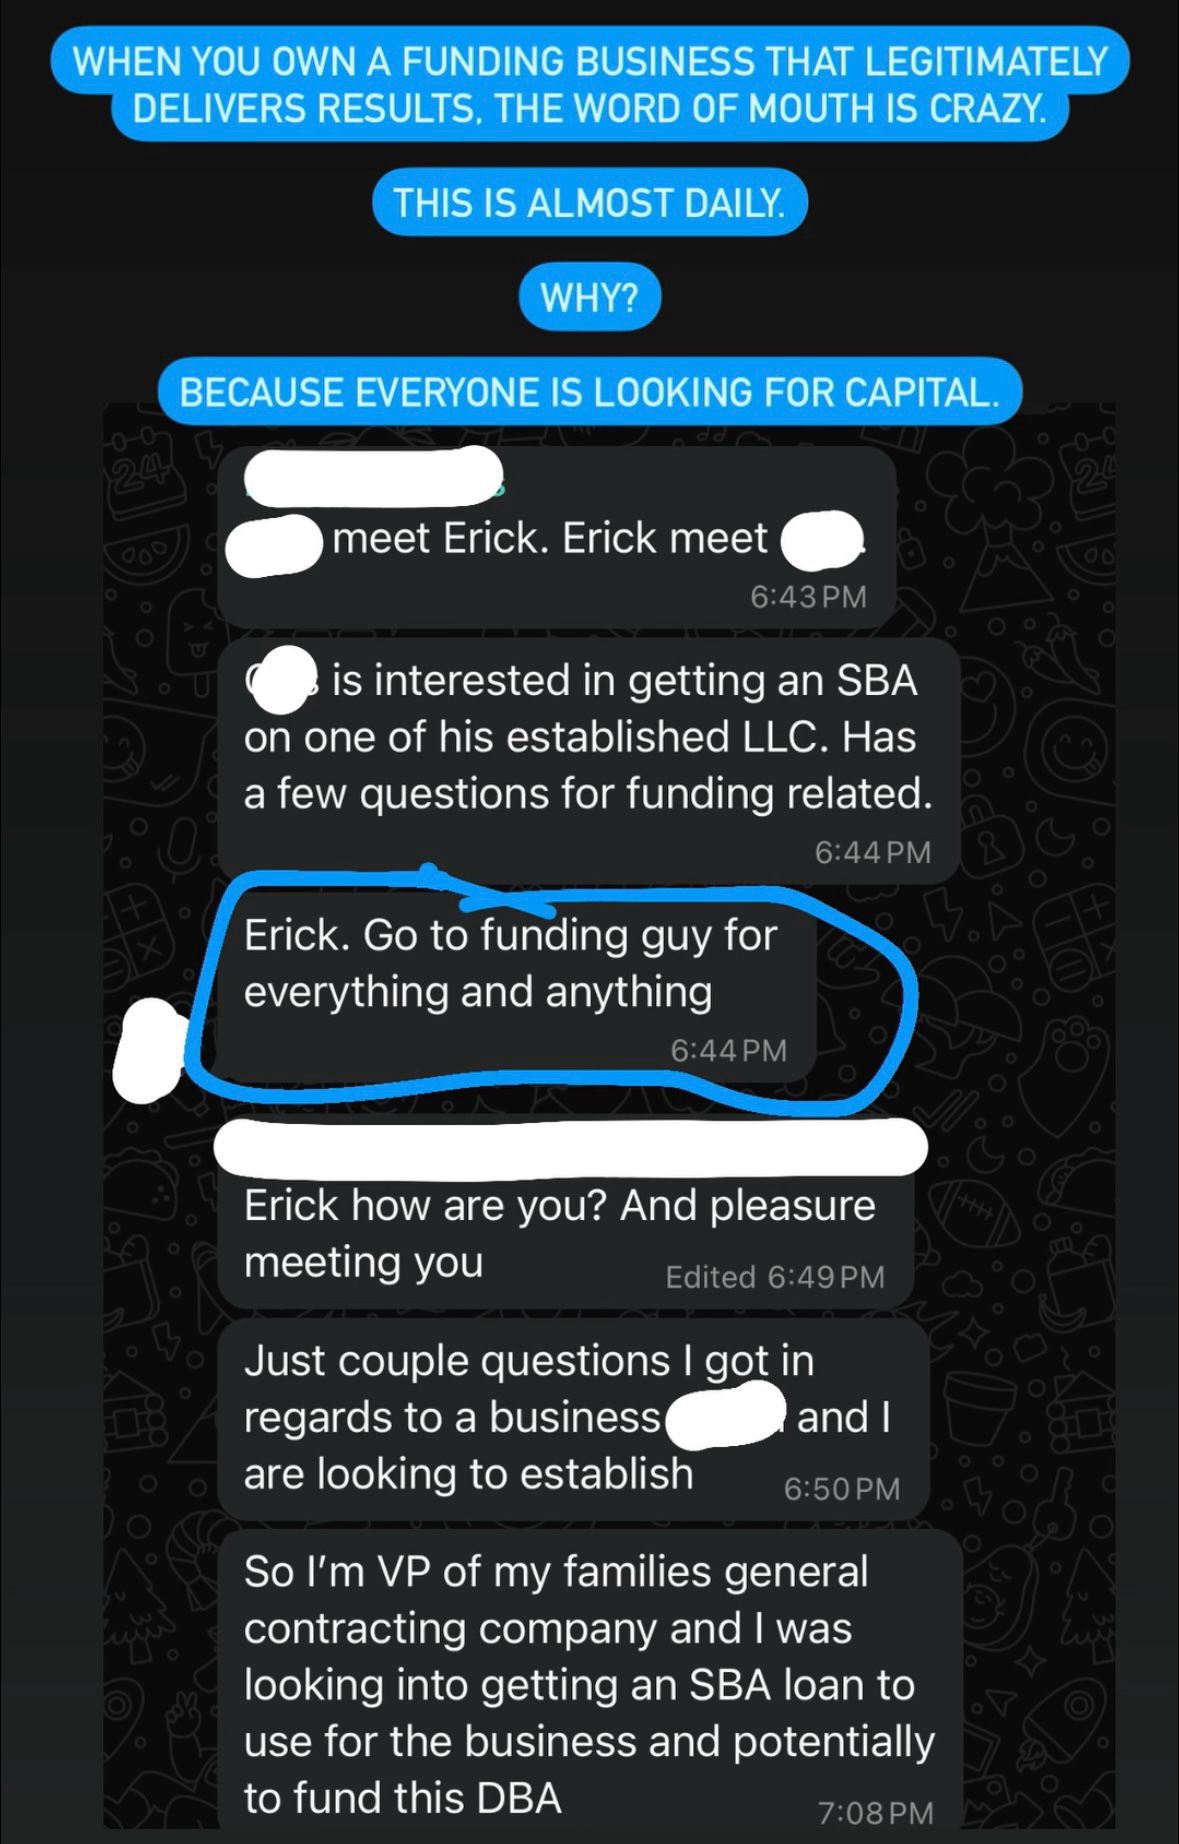 WHEN YOU OWN A FUNDING BUSINESS THAT LEGITIMATELY
DELIVERS RESULTS, THE WORD OF MOUTH IS CRAZY.
THIS IS ALMOST DAILY.
WHY?
BECAUSE EVERYONE IS LOOKING FOR CAPITAL.
meet Erick. Erick meet
6:43 PM
is interested in getting an SBA
on one of his established LLC. Has
a few questions for funding related.
6:44 PM
Erick. Go to funding guy for
everything and anything
6:44 PM
Erick how are you? And pleasure
meeting you
Edited 6:49 PM
Just couple questions I got in
regards to a business and I
are looking to establish
6:50 PM
So I’m VP of my families general
contracting company and I was
looking into getting an SBA loan to
use for the business and potentially
to fund this DBA
7:08 PM